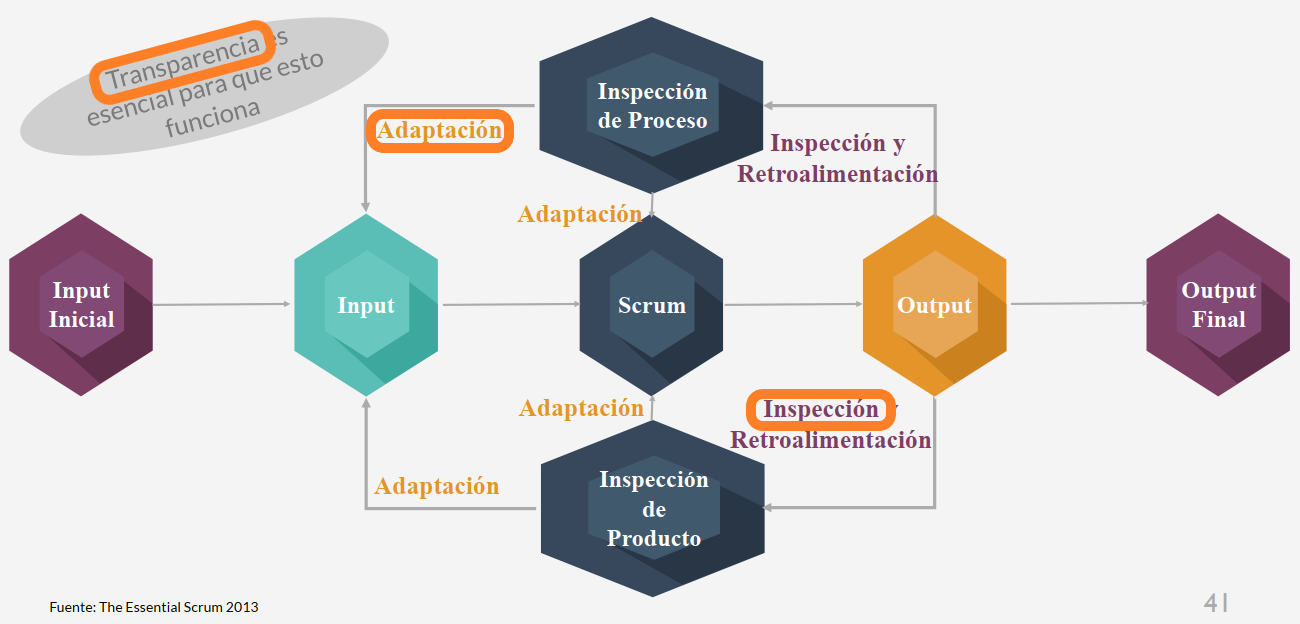 Transparencia es
esencial para que esto
funciona
Inspección
de Proceso
Adaptación
Inspección y
Retroalimentación
Adaptación
Input
Inicial
Input
Scrum
Output
Output
Final
Adaptación
Inspección y
Retroalimentación
Adaptación
Inspección
de
Producto
Fuente: The Essential Scrum 2013
41